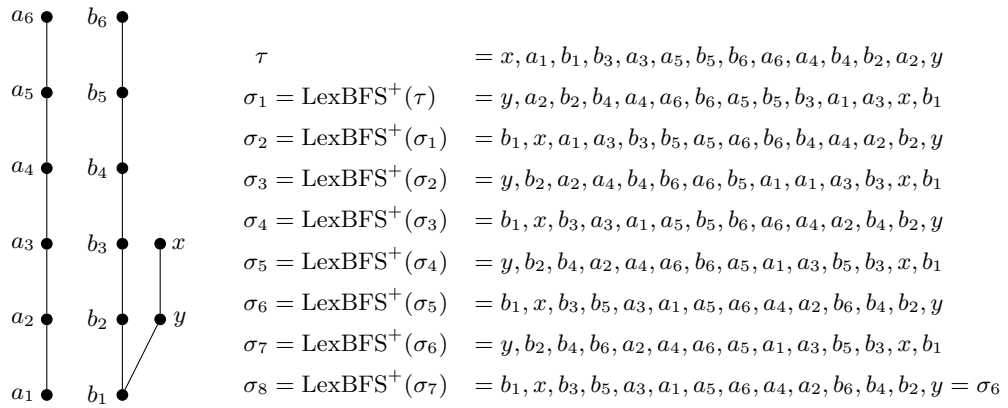 a₆ b₆
a₅ b₅
a₄ b₄
a₃ b₃ x
a₂ b₂ y
a₁ b₁
τ = x, a₁, b₁, b₃, a₃, a₅, b₅, b₆, a₆, a₄, b₄, b₂, a₂, y
σ₁ = LexBFS⁺(τ) = y, a₂, b₂, b₄, a₄, a₆, b₆, a₅, b₅, b₃, a₁, a₃, x, b₁
σ₂ = LexBFS⁺(σ₁) = b₁, x, a₁, a₃, b₃, b₅, a₅, a₆, b₆, b₄, a₄, a₂, b₂, y
σ₃ = LexBFS⁺(σ₂) = y, b₂, a₂, a₄, b₄, b₆, a₆, b₅, a₁, a₁, a₃, b₃, x, b₁
σ₄ = LexBFS⁺(σ₃) = b₁, x, b₃, a₃, a₁, a₅, b₅, b₆, a₆, a₄, a₂, b₄, b₂, y
σ₅ = LexBFS⁺(σ₄) = y, b₂, b₄, a₂, a₄, a₆, b₆, a₅, a₁, a₃, b₅, b₃, x, b₁
σ₆ = LexBFS⁺(σ₅) = b₁, x, b₃, b₅, a₃, a₁, a₅, a₆, a₄, a₂, b₆, b₄, b₂, y
σ₇ = LexBFS⁺(σ₆) = y, b₂, b₄, b₆, a₂, a₄, a₆, a₅, a₁, a₃, b₅, b₃, x, b₁
σ₈ = LexBFS⁺(σ₇) = b₁, x, b₃, b₅, a₃, a₁, a₅, a₆, a₄, a₂, b₆, b₄, b₂, y = σ₆